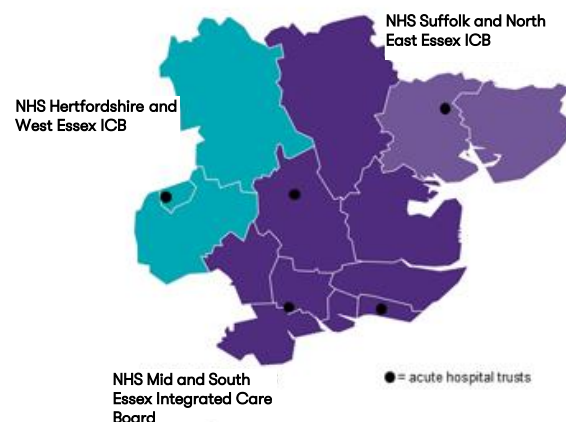 NHS Suffolk and North
East Essex ICB
NHS Hertfordshire and
West Essex ICB
NHS Mid and South
Essex Integrated Care
Board
= acute hospital trusts